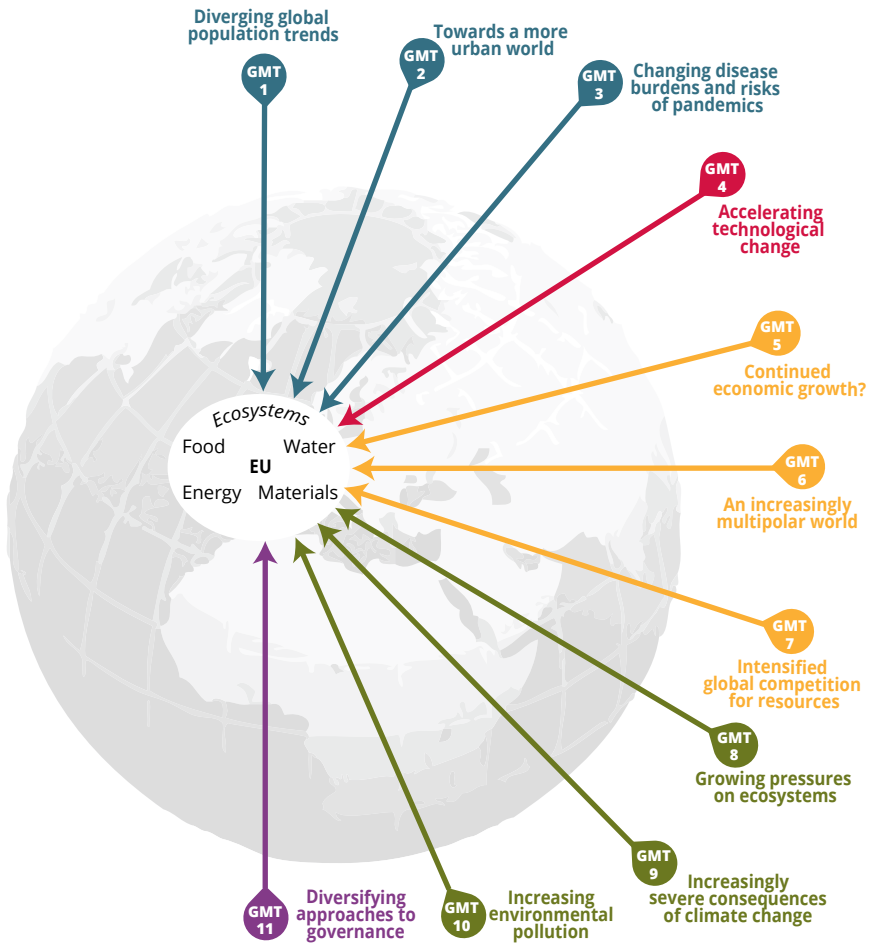 Diverging global
population trends
GMT
1
Towards a more
urban world
GMT
2
GMT
3
Changing disease
burdens and risks
of pandemics
GMT
4
Accelerating
technological
change
GMT
5
Continued
economic growth?
GMT
6
An increasingly
multipolar world
GMT
7
Intensified
global competition
for resources
GMT
8
Growing pressures
on ecosystems
GMT
9
Increasingly
severe consequences
of climate change
GMT
10
Increasing
environmental
pollution
GMT
11
Diversifying
approaches to
governance
Ecosystems
Food Water
EU
Energy Materials